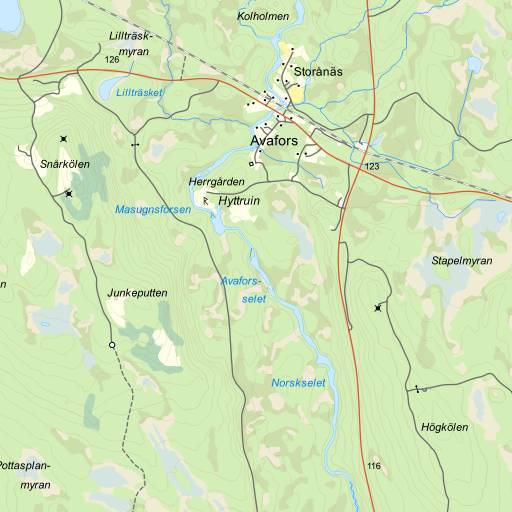 Kolholmen
Lillträsk-
myran
126
Storånäs
Lillträsket
Avafors
Snårkölen
123
Herrgården
Masugnsforsen
Hyttruin
Stapelmyran
Avafors-
selet
Junkeputten
Norskselet
Högkölen
Pottasplan-
myran
116